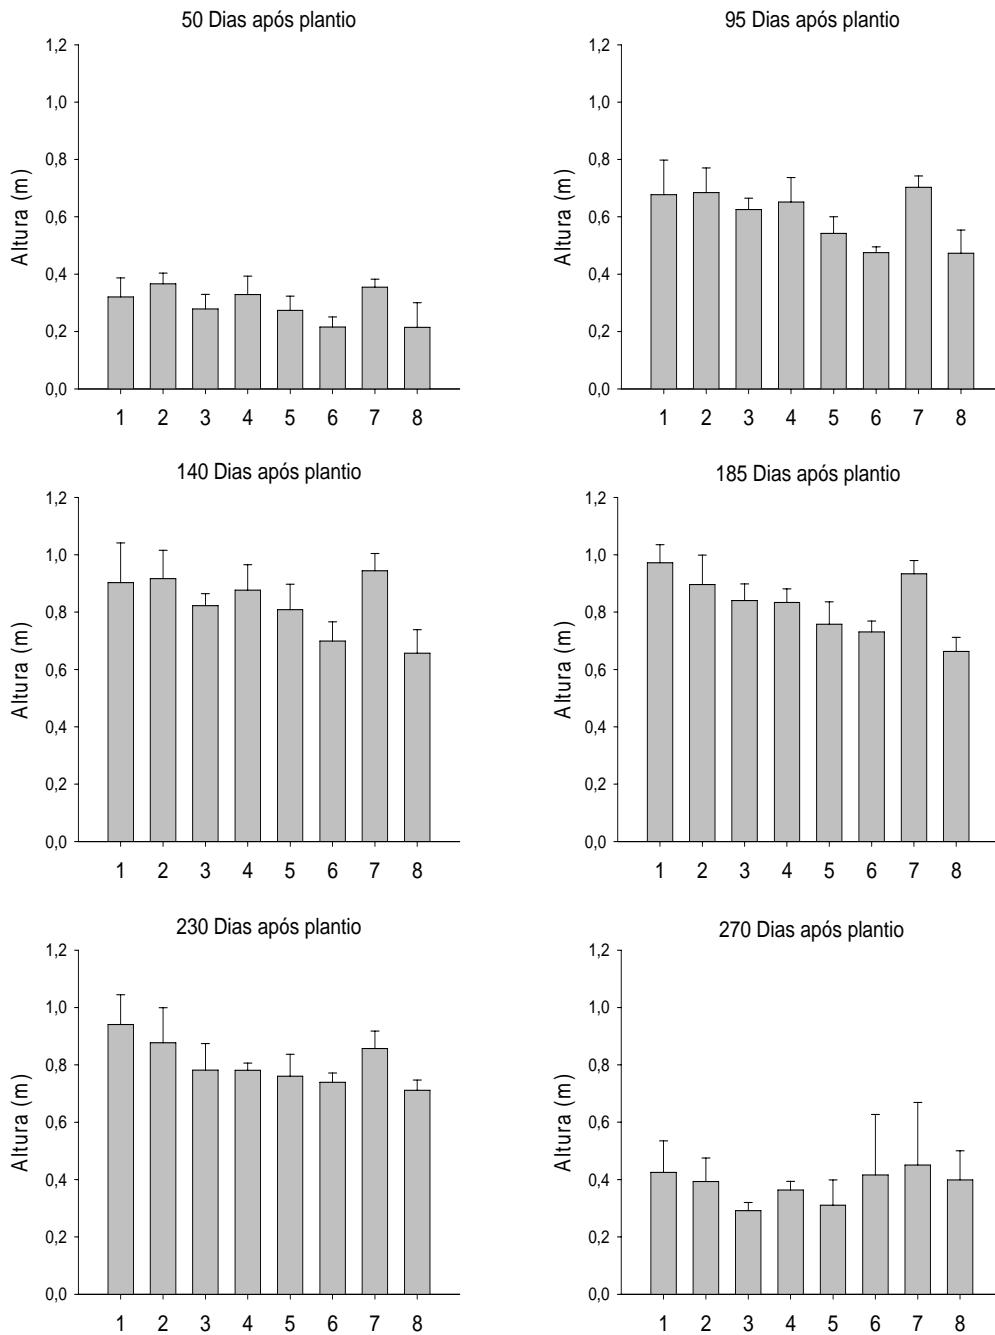 50 Dias após plantio
1,2
1,0
0,8
0,6
0,4
0,2
0,0
Altura (m)
1 2 3 4 5 6 7 8
95 Dias após plantio
1,2
1,0
0,8
0,6
0,4
0,2
0,0
Altura (m)
1 2 3 4 5 6 7 8
140 Dias após plantio
1,2
1,0
0,8
0,6
0,4
0,2
0,0
Altura (m)
1 2 3 4 5 6 7 8
185 Dias após plantio
1,2
1,0
0,8
0,6
0,4
0,2
0,0
Altura (m)
1 2 3 4 5 6 7 8
230 Dias após plantio
1,2
1,0
0,8
0,6
0,4
0,2
0,0
Altura (m)
1 2 3 4 5 6 7 8
270 Dias após plantio
1,2
1,0
0,8
0,6
0,4
0,2
0,0
Altura (m)
1 2 3 4 5 6 7 8